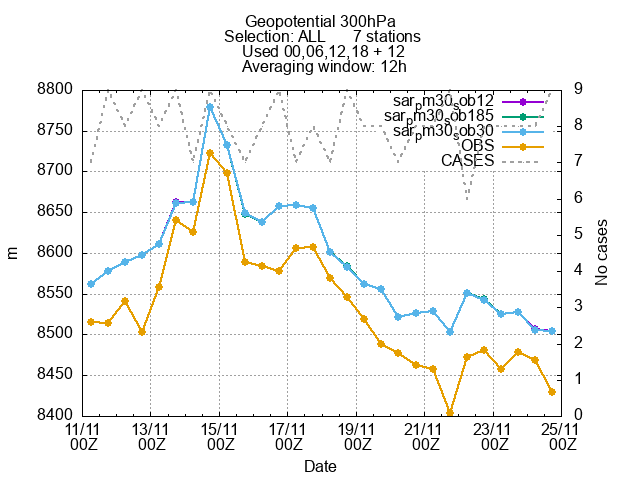 Geopotential 300hPa
Selection: ALL 7 stations
Used 00,06,12,18 + 12
Averaging window: 12h
sar_pm30_sob12
sar_pm30_sob185
sar_pm30_sob30
OBS
CASES
8800
8750
8700
8650
8600
8550
8500
8450
8400
m
9
8
7
6
5
4
3
2
1
0
No cases
11/11 13/11 15/11 17/11 19/11 21/11 23/11 25/11
00Z 00Z 00Z 00Z 00Z 00Z 00Z 00Z
Date